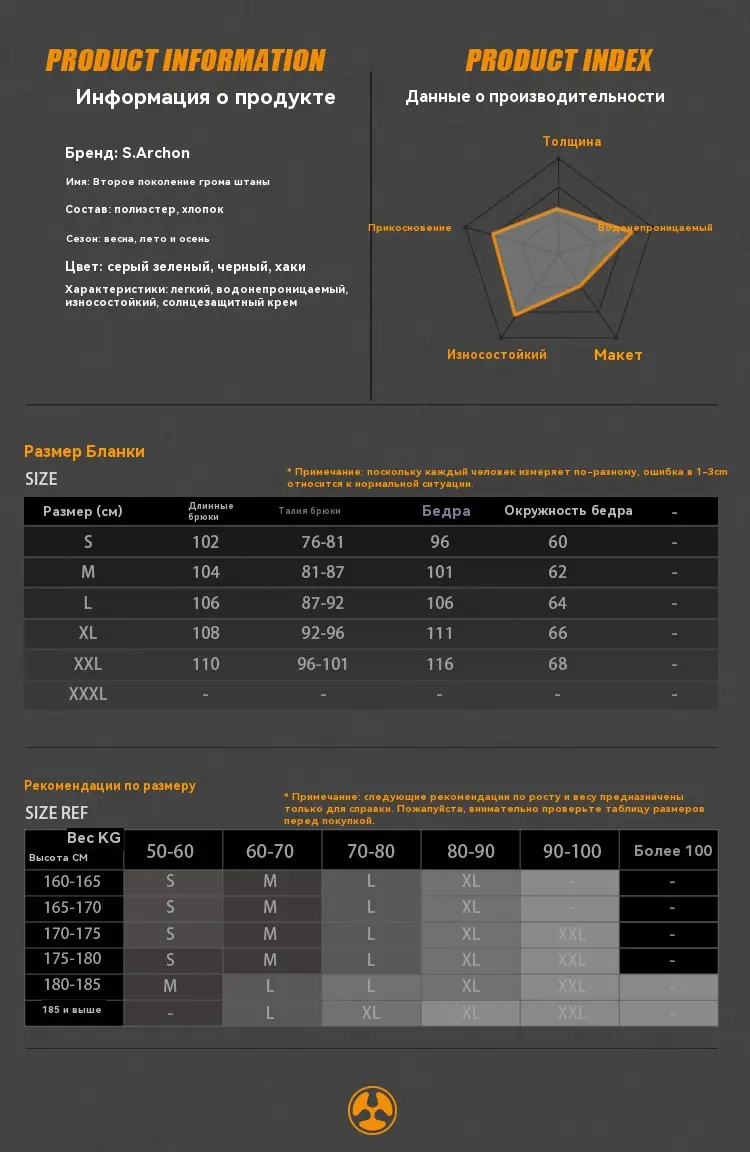 PRODUCT INFORMATION
Информация о продукте
Бренд: S.Archon
Имя: Второе поколение грома штаны
Состав: полиэстер, хлопок
Сезон: весна, лето и осень
Цвет: серый зеленый, черный, хаки
Характеристики: легкий, водонепроницаемый,
износостойкий, солнцезащитный крем
PRODUCT INDEX
Данные о производительности
Толщина
Прикосновение
Водонепроницаемый
Износостойкий
Макет
Размер Бланки
SIZE
* Примечание: поскольку каждый человек измеряет по-разному, ошибка в 1-3cm
относится к нормальной ситуации.
Размер (см) Длинные брюки Талия брюки Бедра Окружность бедра -
S 102 76-81 96 60 -
M 104 81-87 101 62 -
L 106 87-92 106 64 -
XL 108 92-96 111 66 -
XXL 110 96-101 116 68 -
XXXL - - - - -
Рекомендации по размеру
SIZE REF
* Примечание: следующие рекомендации по росту и весу предназначены
только для справки. Пожалуйста, внимательно проверьте таблицу размеров
перед покупкой.
Вес KG
Высота СМ 50-60 60-70 70-80 80-90 90-100 Более 100
160-165 S M L XL - -
165-170 S M L XL - -
170-175 S M L XL XXL -
175-180 S M L XL XXL -
180-185 M L L XL XXL -
185 и выше - L XL XL XXL -